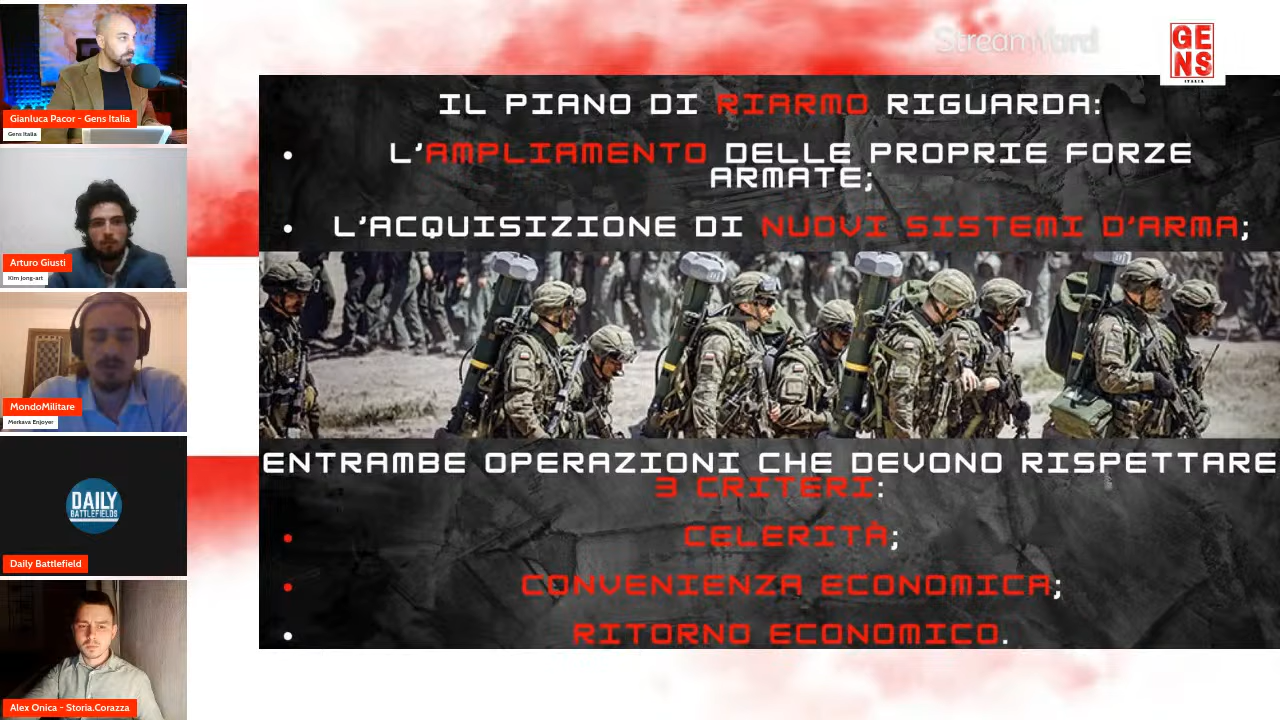 StreamYard
GENS
ITALIA
IL PIANO DI RIARMO RIGUARDA:
• L'AMPLIAMENTO DELLE PROPRIE FORZE
ARMATE;
• L'ACQUISIZIONE DI NUOVI SISTEMI D'ARMA;
ENTRAMBE OPERAZIONI CHE DEVONO RISPETTARE
3 CRITERI:
• CELERITÀ;
• CONVENIENZA ECONOMICA;
• RITORNO ECONOMICO.
Gianluca Pacor - Gens Italia
Gens Italia
Arturo Giusti
Kim Jong-art
MondoMilitare
Merkava Enjoyer
DAILY
BATTLEFIELDS
Daily Battlefield
Alex Onica - Storia.Corazza